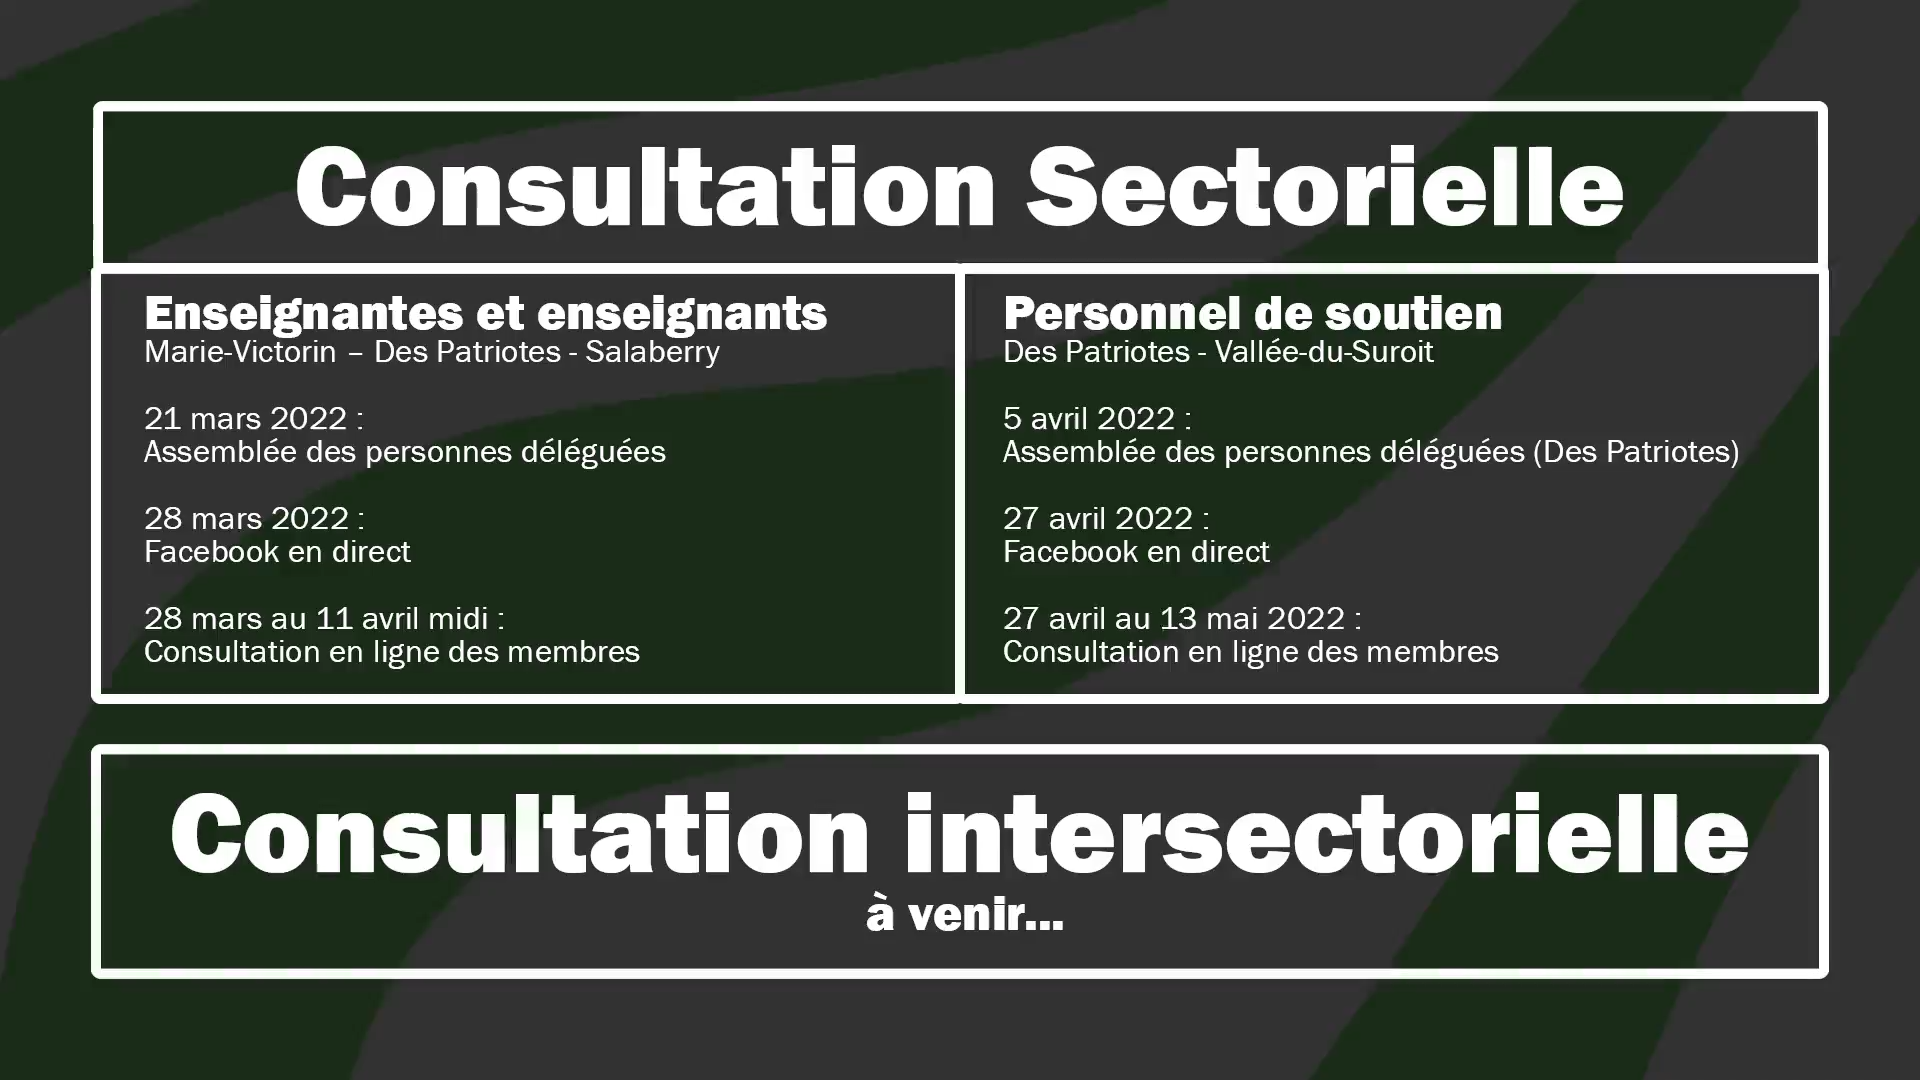 Consultation Sectorielle
Enseignantes et enseignants
Marie-Victorin – Des Patriotes - Salaberry
21 mars 2022 :
Assemblée des personnes déléguées
28 mars 2022 :
Facebook en direct
28 mars au 11 avril midi :
Consultation en ligne des membres
Personnel de soutien
Des Patriotes - Vallée-du-Suroit
5 avril 2022 :
Assemblée des personnes déléguées (Des Patriotes)
27 avril 2022 :
Facebook en direct
27 avril au 13 mai 2022 :
Consultation en ligne des membres
Consultation intersectorielle
à venir...